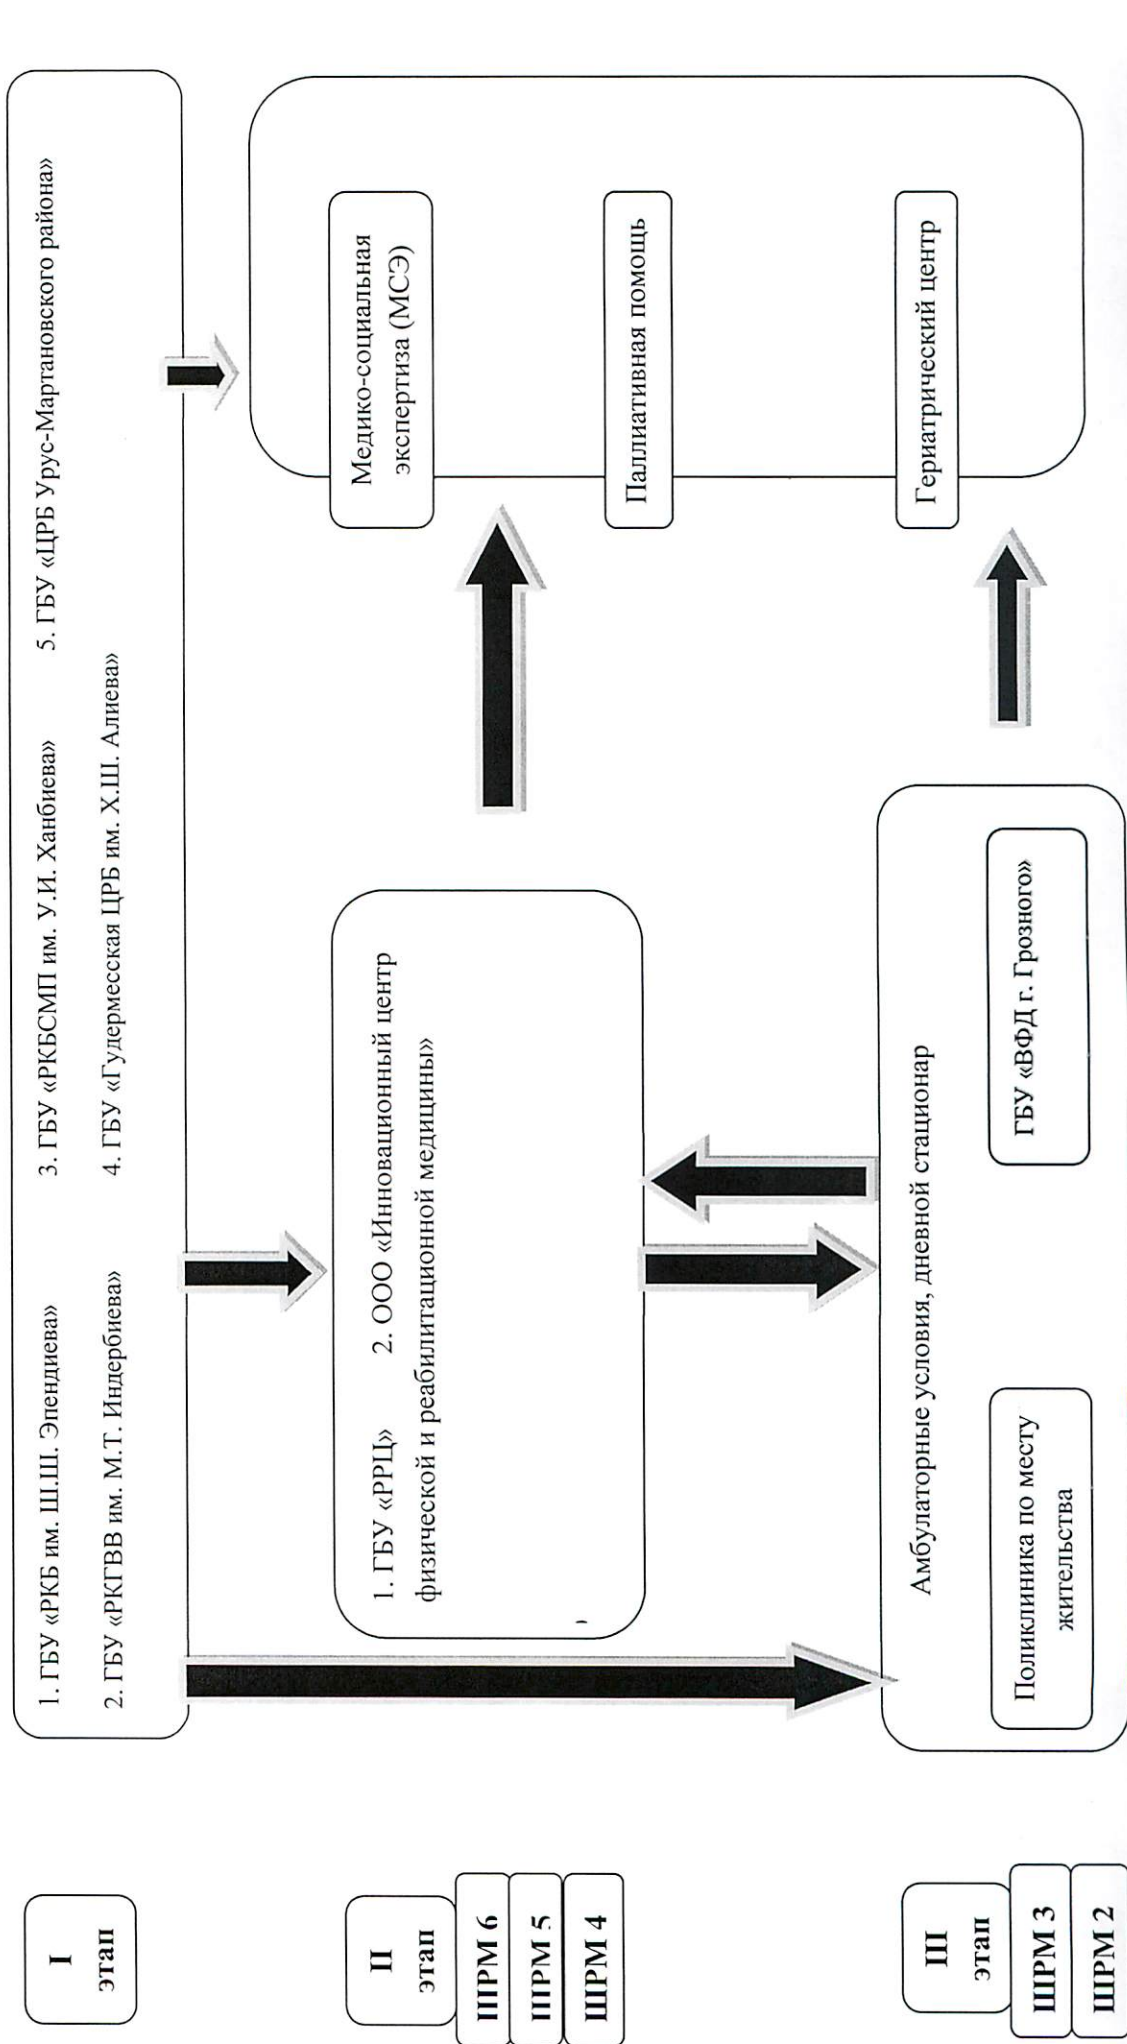 I
этап
1. ГБУ «РКБ им. Ш.Ш. Эпендиева»
3. ГБУ «РКБСМП им. У.И. Ханбиева»
5. ГБУ «ЦРБ Урус-Мартановского района»
2. ГБУ «РКГВВ им. М.Т. Индербиева»
4. ГБУ «Гудермесская ЦРБ им. Х.Ш. Алиева»
II
этап
ШРМ 6
ШРМ 5
ШРМ 4
1. ГБУ «РРЦ»
2. ООО «Инновационный центр
физической и реабилитационной медицины»
Медико-социальная
экспертиза (МСЭ)
Паллиативная помощь
Гериатрический центр
III
этап
ШРМ 3
ШРМ 2
Амбулаторные условия, дневной стационар
Поликлиника по месту
жительства
ГБУ «ВФД г. Грозного»